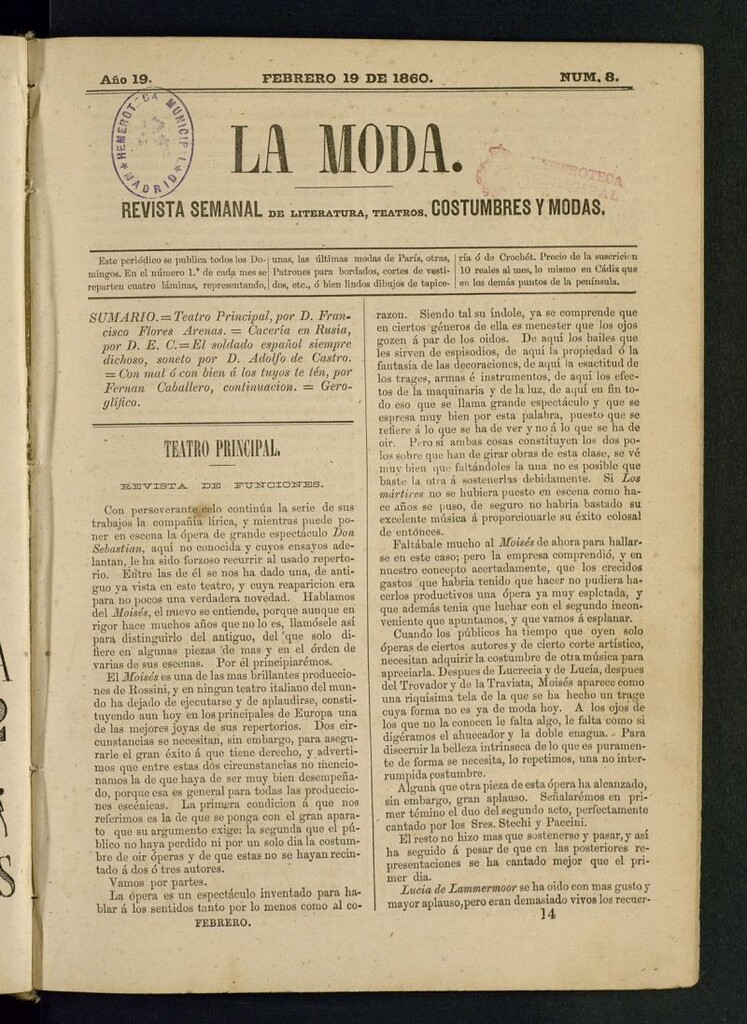 Año 19. FEBRERO 19 DE 1860. NUM. 8.
HEMEROTECA MUNICIPAL
★ MADRID ★
LA MODA.
REVISTA SEMANAL DE LITERATURA, TEATROS, COSTUMBRES Y MODAS.
Este periódico se publica todos los Do-
mingos. En el número 1.° de cada mes se
reparten cuatro láminas, representando,
unas, las últimas modas de París, otras,
Patrones para bordados, cortes de vesti-
dos, etc., ó bien lindos dibujos de tapice-
ría ó de Crochét. Precio de la suscricion
10 reales al mes, lo mismo en Cádiz que
en los demás puntos de la península.
SUMARIO.=Teatro Principal, por D. Fran-
cisco Flores Arenas. = Cacería en Rusia,
por D. E. C.=El soldado español siempre
dichoso, soneto por D. Adolfo de Castro.
= Con mal ó con bien á los tuyos te tén, por
Fernan Caballero, continuacion. = Gero-
glífico.
TEATRO PRINCIPAL.
REVISTA DE FUNCIONES.
Con perseverante celo continúa la serie de sus
trabajos la compañía lírica, y mientras puede po-
ner en escena la ópera de grande espectáculo Don
Sebastian, aquí no conocida y cuyos ensayos ade-
lantan, le ha sido forzoso recurrir al usado reperto-
rio. Entre las de él se nos ha dado una, de anti-
guo ya vista en este teatro, y cuya reaparicion era
para no pocos una verdadera novedad. Hablamos
del Moisés, el nuevo se entiende, porque aunque en
rigor hace muchos años que no lo es, llamósele así
para distinguirlo del antiguo, del que solo di-
fiere en algunas piezas de mas y en el órden de
varias de sus escenas. Por él principiarémos.
El Moisés es una de las mas brillantes produccio-
nes de Rossini, y en ningun teatro italiano del mun-
do ha dejado de ejecutarse y de aplaudirse, consti-
tuyendo aun hoy en los principales de Europa una
de las mejores joyas de sus repertorios. Dos cir-
cunstancias se necesitan, sin embargo, para asegu-
rarle el gran éxito á que tiene derecho, y adverti-
mos que entre estas dos circunstancias no mencio-
namos la de que haya de ser muy bien desempeña-
do, porque esa es general para todas las produccio-
nes escénicas. La primera condicion á que nos
referimos es la de que se ponga con el gran apara-
to que su argumento exige: la segunda que el pú-
blico no haya perdido ni por un solo dia la costum-
bre de oir óperas y de que estas no se hayan recin-
tado á dos ó tres autores.
Vamos por partes.
La ópera es un espectáculo inventado para ha-
blar á los sentidos tanto por lo menos como al co-
FEBRERO.
razon. Siendo tal su índole, ya se comprende que
en ciertos géneros de ella es menester que los ojos
gozen á par de los oidos. De aquí los bailes que
les sirven de espisodios, de aquí la propiedad ó la
fantasía de las decoraciones, de aquí la esactitud de
los trages, armas é instrumentos, de aquí los efec-
tos de la maquinaria y de la luz, de aquí en fin to-
do eso que se llama grande espectáculo y que se
espresa muy bien por esta palabra, puesto que se
refiere á lo que se ha de ver y no á lo que se ha de
oir. Pero si ambas cosas constituyen los dos po-
los sobre que han de girar obras de esta clase, se vé
muy bien que faltándoles la una no es posible que
baste la otra á sostenerlas debidamente. Si Los
mártires no se hubiera puesto en escena como ha-
ce años se puso, de seguro no habria bastado su
excelente música á proporcionarle su éxito colosal
de entónces.
Faltábale mucho al Moisés de ahora para hallar-
se en este caso; pero la empresa comprendió, y en
nuestro concepto acertadamente, que los crecidos
gastos que habria tenido que hacer no pudiera ha-
cerlos productivos una ópera ya muy esplotada, y
que además tenia que luchar con el segundo incon-
veniente que apuntamos, y que vamos á esplanar.
Cuando los públicos ha tiempo que oyen solo
óperas de ciertos autores y de cierto corte artístico,
necesitan adquirir la costumbre de otra música para
apreciarla. Despues de Lucrecia y de Lucía, despues
del Trovador y de la Traviata, Moisés aparece como
una riquísima tela de la que se ha hecho un trage
cuya forma no es ya de moda hoy. A los ojos de
los que no la conocen le falta algo, le falta como si
digéramos el ahuecador y la doble enagua. Para
discernir la belleza intrínseca de lo que es puramen-
te de forma se necesita, lo repetimos, una no inter-
rumpida costumbre.
Alguna que otra pieza de esta ópera ha alcanzado,
sin embargo, gran aplauso. Señalarémos en pri-
mer témino el duo del segundo acto, perfectamente
cantado por los Sres. Stechi y Paccini.
El resto no hizo mas que sostenerse y pasar, y así
ha seguido á pesar de que en las posteriores re-
presentaciones se ha cantado mejor que el pri-
mer dia.
Lucia de Lammermoor se ha oido con mas gusto y
mayor aplauso, pero eran demasiado vivos los recuer-
14